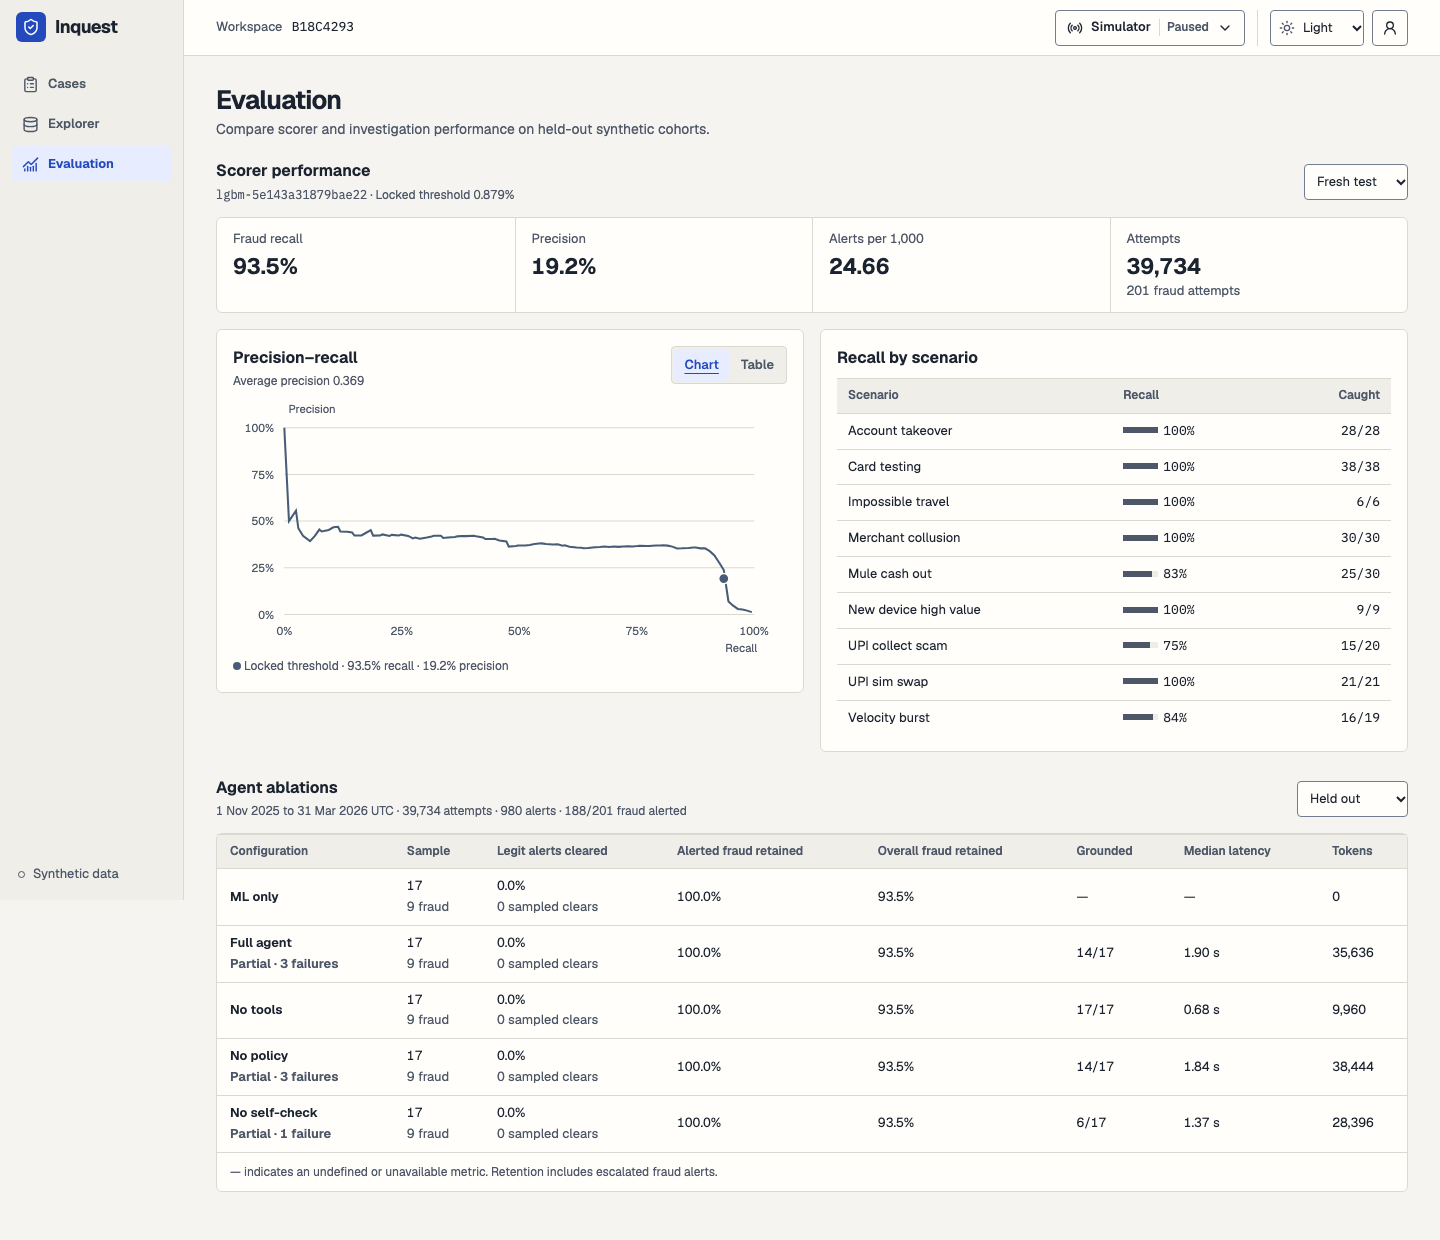 Inquest
Workspace B18C4293
Simulator Paused
Light
Cases
Explorer
Evaluation
Synthetic data
Evaluation
Compare scorer and investigation performance on held-out synthetic cohorts.
Scorer performance
lgbm-5e143a31879bae22 · Locked threshold 0.879%
Fresh test
Fraud recall
93.5%
Precision
19.2%
Alerts per 1,000
24.66
Attempts
39,734
201 fraud attempts
Precision–recall
Average precision 0.369
Chart Table
Precision
100%
75%
50%
25%
0%
0% 25% 50% 75% 100%
Recall
Locked threshold · 93.5% recall · 19.2% precision
Recall by scenario
Scenario Recall Caught
Account takeover 100% 28/28
Card testing 100% 38/38
Impossible travel 100% 6/6
Merchant collusion 100% 30/30
Mule cash out 83% 25/30
New device high value 100% 9/9
UPI collect scam 75% 15/20
UPI sim swap 100% 21/21
Velocity burst 84% 16/19
Agent ablations
1 Nov 2025 to 31 Mar 2026 UTC · 39,734 attempts · 980 alerts · 188/201 fraud alerted
Held out
Configuration Sample Legit alerts cleared Alerted fraud retained Overall fraud retained Grounded Median latency Tokens
ML only 17 0.0% 100.0% 93.5% — — 0
9 fraud 0 sampled clears
Full agent 17 0.0% 100.0% 93.5% 14/17 1.90 s 35,636
Partial · 3 failures 9 fraud 0 sampled clears
No tools 17 0.0% 100.0% 93.5% 17/17 0.68 s 9,960
9 fraud 0 sampled clears
No policy 17 0.0% 100.0% 93.5% 14/17 1.84 s 38,444
Partial · 3 failures 9 fraud 0 sampled clears
No self-check 17 0.0% 100.0% 93.5% 6/17 1.37 s 28,396
Partial · 1 failure 9 fraud 0 sampled clears
— indicates an undefined or unavailable metric. Retention includes escalated fraud alerts.